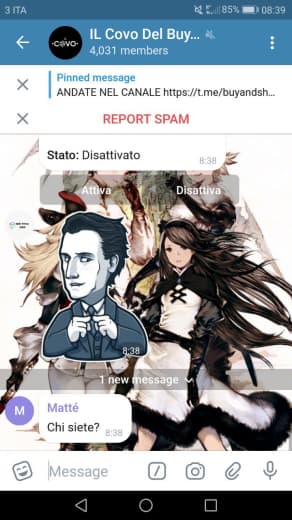 3 ITA 85% 08:39
COVO
IL Covo Del Buy...
4,031 members
Pinned message
ANDATE NEL CANALE https://t.me/buyandsh...
REPORT SPAM
Stato: Disattivato
8:38
Attiva Disattiva
8:38
1 new message
M
Matté
Chi siete?
8:38
Message